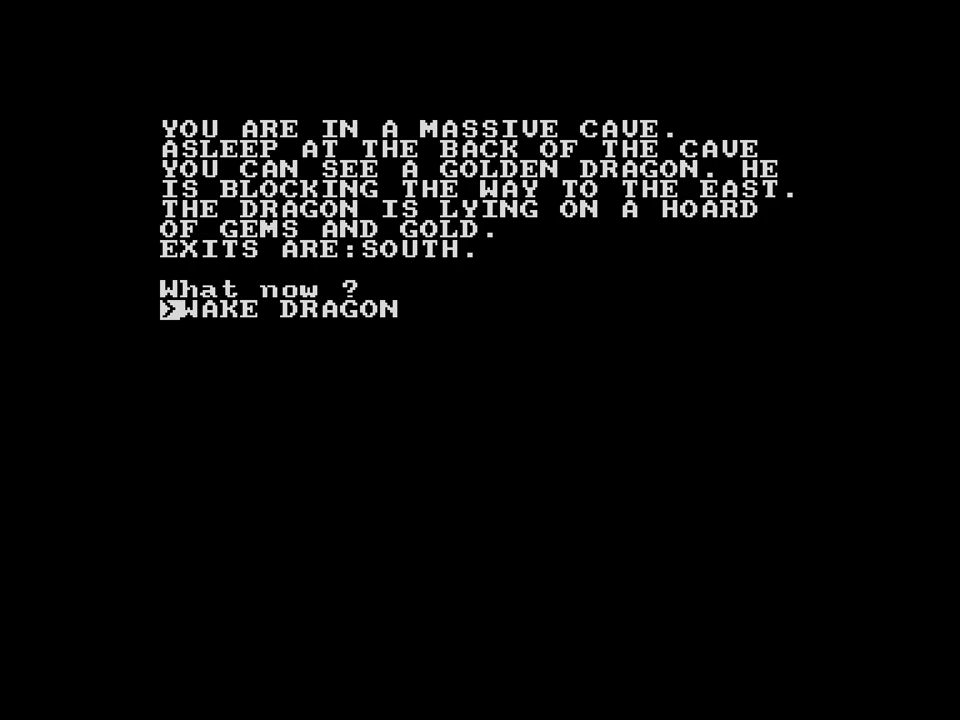 YOU ARE IN A MASSIVE CAVE.
ASLEEP AT THE BACK OF THE CAVE
YOU CAN SEE A GOLDEN DRAGON. HE
IS BLOCKING THE WAY TO THE EAST.
THE DRAGON IS LYING ON A HOARD
OF GEMS AND GOLD.
EXITS ARE:SOUTH.
What now ?
>WAKE DRAGON